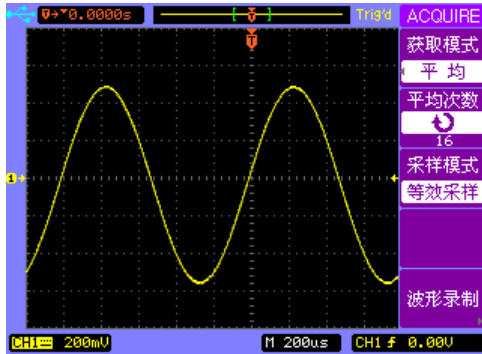 T→▼0.0000s
T
Trig'd
ACQUIRE
T
获取模式
平均
平均次数
16
采样模式
等效采样
波形录制
1
CH1 200mV
M 200us
CH1 0.00V